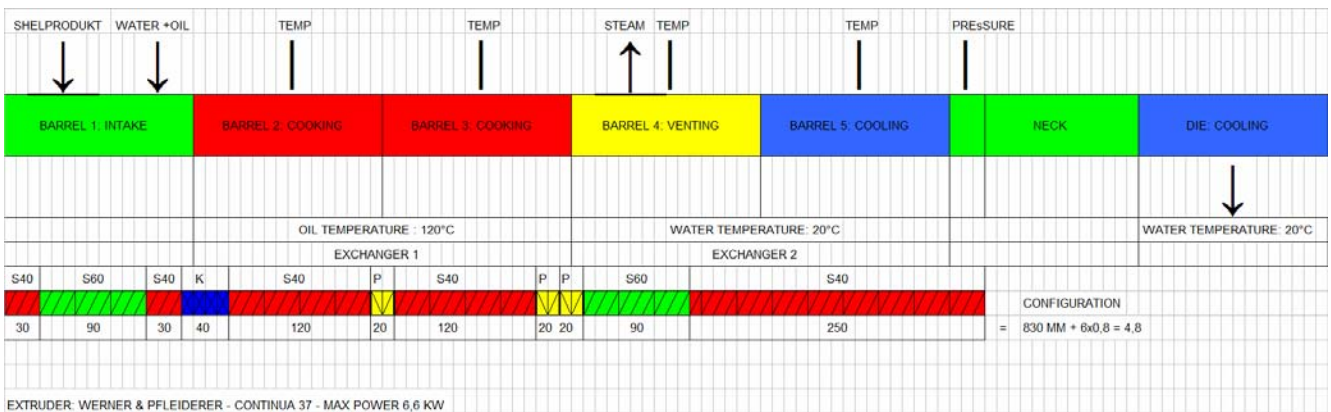 SHELPRODUKT WATER +OIL TEMP TEMP STEAM TEMP TEMP PREsSURE
BARREL 1: INTAKE BARREL 2: COOKING BARREL 3: COOKING BARREL 4: VENTING BARREL 5: COOLING NECK DIE: COOLING
OIL TEMPERATURE : 120°C WATER TEMPERATURE: 20°C WATER TEMPERATURE: 20°C
EXCHANGER 1 EXCHANGER 2
S40 S60 S40 K S40 P S40 P P S60 S40
CONFIGURATION
30 90 30 40 120 20 120 20 20 90 250 = 830 MM + 6x0,8 = 4,8
EXTRUDER: WERNER & PFLEIDERER - CONTINUA 37 - MAX POWER 6,6 KW